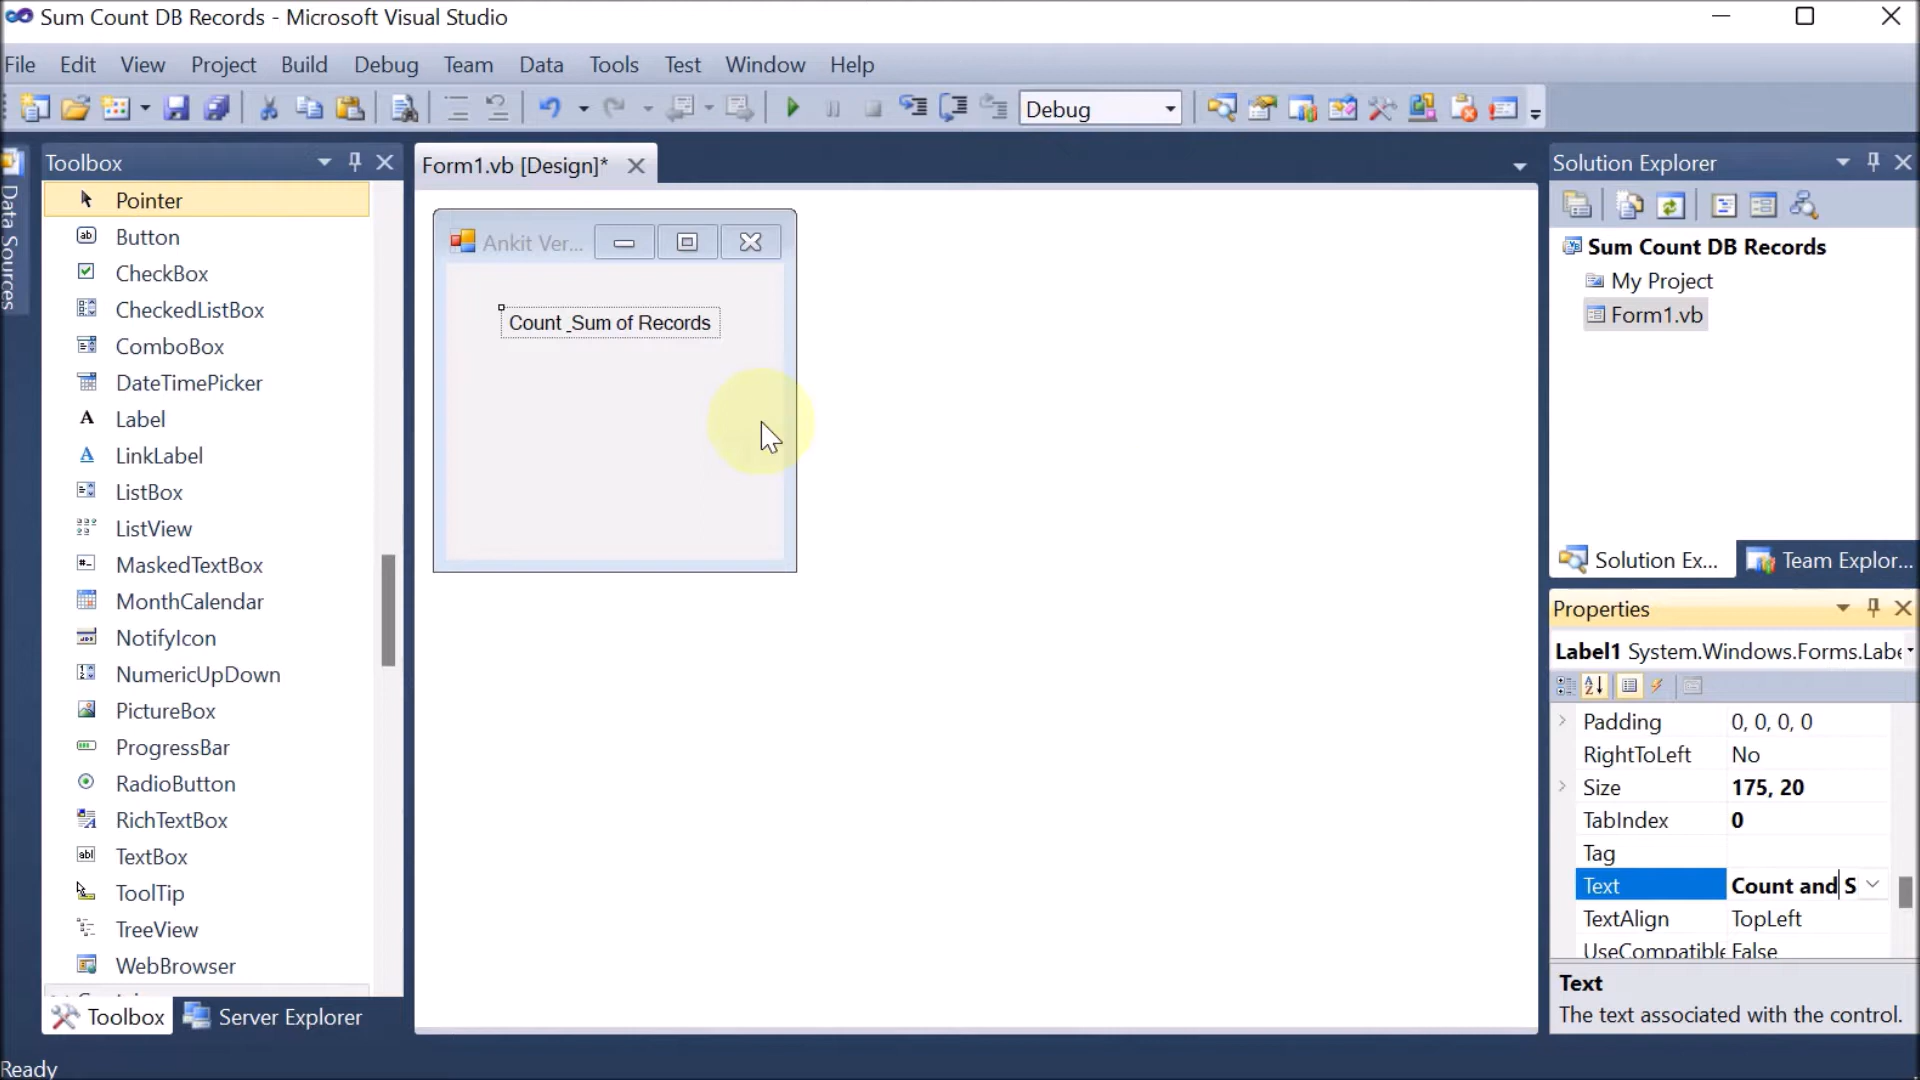 Sum Count DB Records - Microsoft Visual Studio
File Edit View Project Build Debug Team Data Tools Test Window Help
Debug
Data Sources
Toolbox
Pointer
Button
CheckBox
CheckedListBox
ComboBox
DateTimePicker
Label
LinkLabel
ListBox
ListView
MaskedTextBox
MonthCalendar
NotifyIcon
NumericUpDown
PictureBox
ProgressBar
RadioButton
RichTextBox
TextBox
ToolTip
TreeView
WebBrowser
Toolbox Server Explorer
Form1.vb [Design]*
Ankit Ver...
Count _Sum of Records
Solution Explorer
Sum Count DB Records
My Project
Form1.vb
Solution Ex... Team Explor...
Properties
Label1 System.Windows.Forms.Labe
Padding 0, 0, 0, 0
RightToLeft No
Size 175, 20
TabIndex 0
Tag
Text Count and S
TextAlign TopLeft
UseCompatible False
Text
The text associated with the control.
Ready